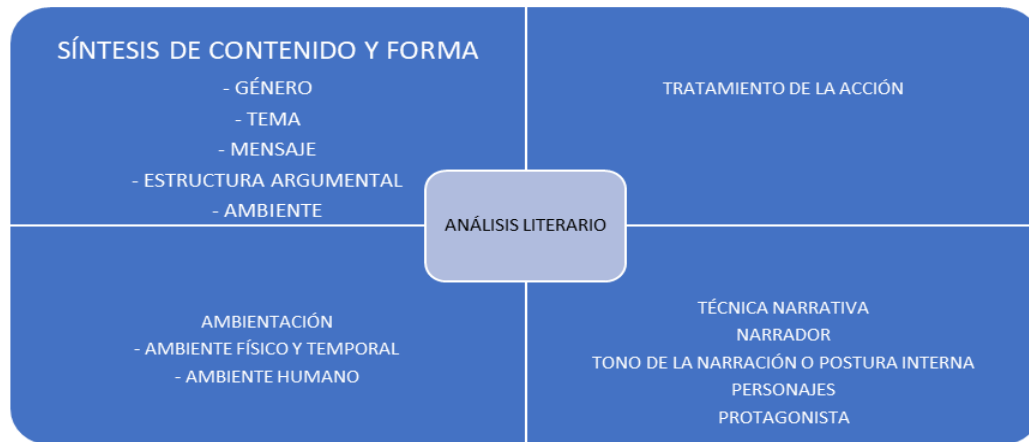 SÍNTESIS DE CONTENIDO Y FORMA
- GÉNERO
- TEMA
- MENSAJE
- ESTRUCTURA ARGUMENTAL
- AMBIENTE
TRATAMIENTO DE LA ACCIÓN
ANÁLISIS LITERARIO
AMBIENTACIÓN
- AMBIENTE FÍSICO Y TEMPORAL
- AMBIENTE HUMANO
TÉCNICA NARRATIVA
NARRADOR
TONO DE LA NARRACIÓN O POSTURA INTERNA
PERSONAJES
PROTAGONISTA